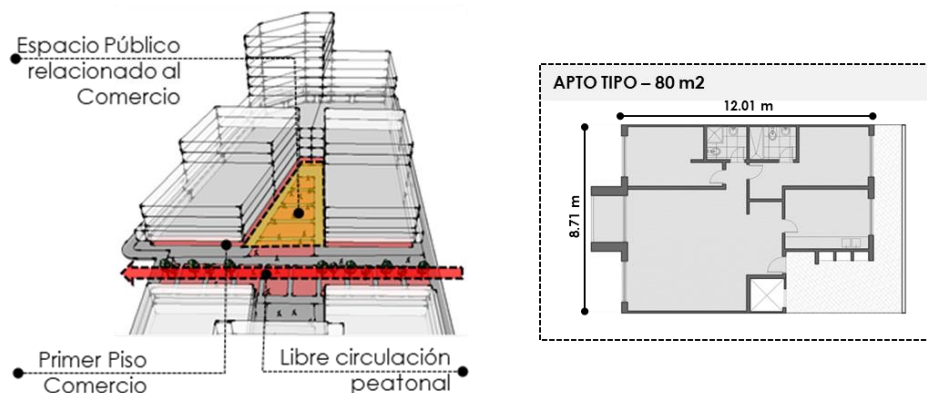 Espacio Público
relacionado al
Comercio
Primer Piso
Comercio
Libre circulación
peatonal
APTO TIPO – 80 m2
12.01 m
8.71 m